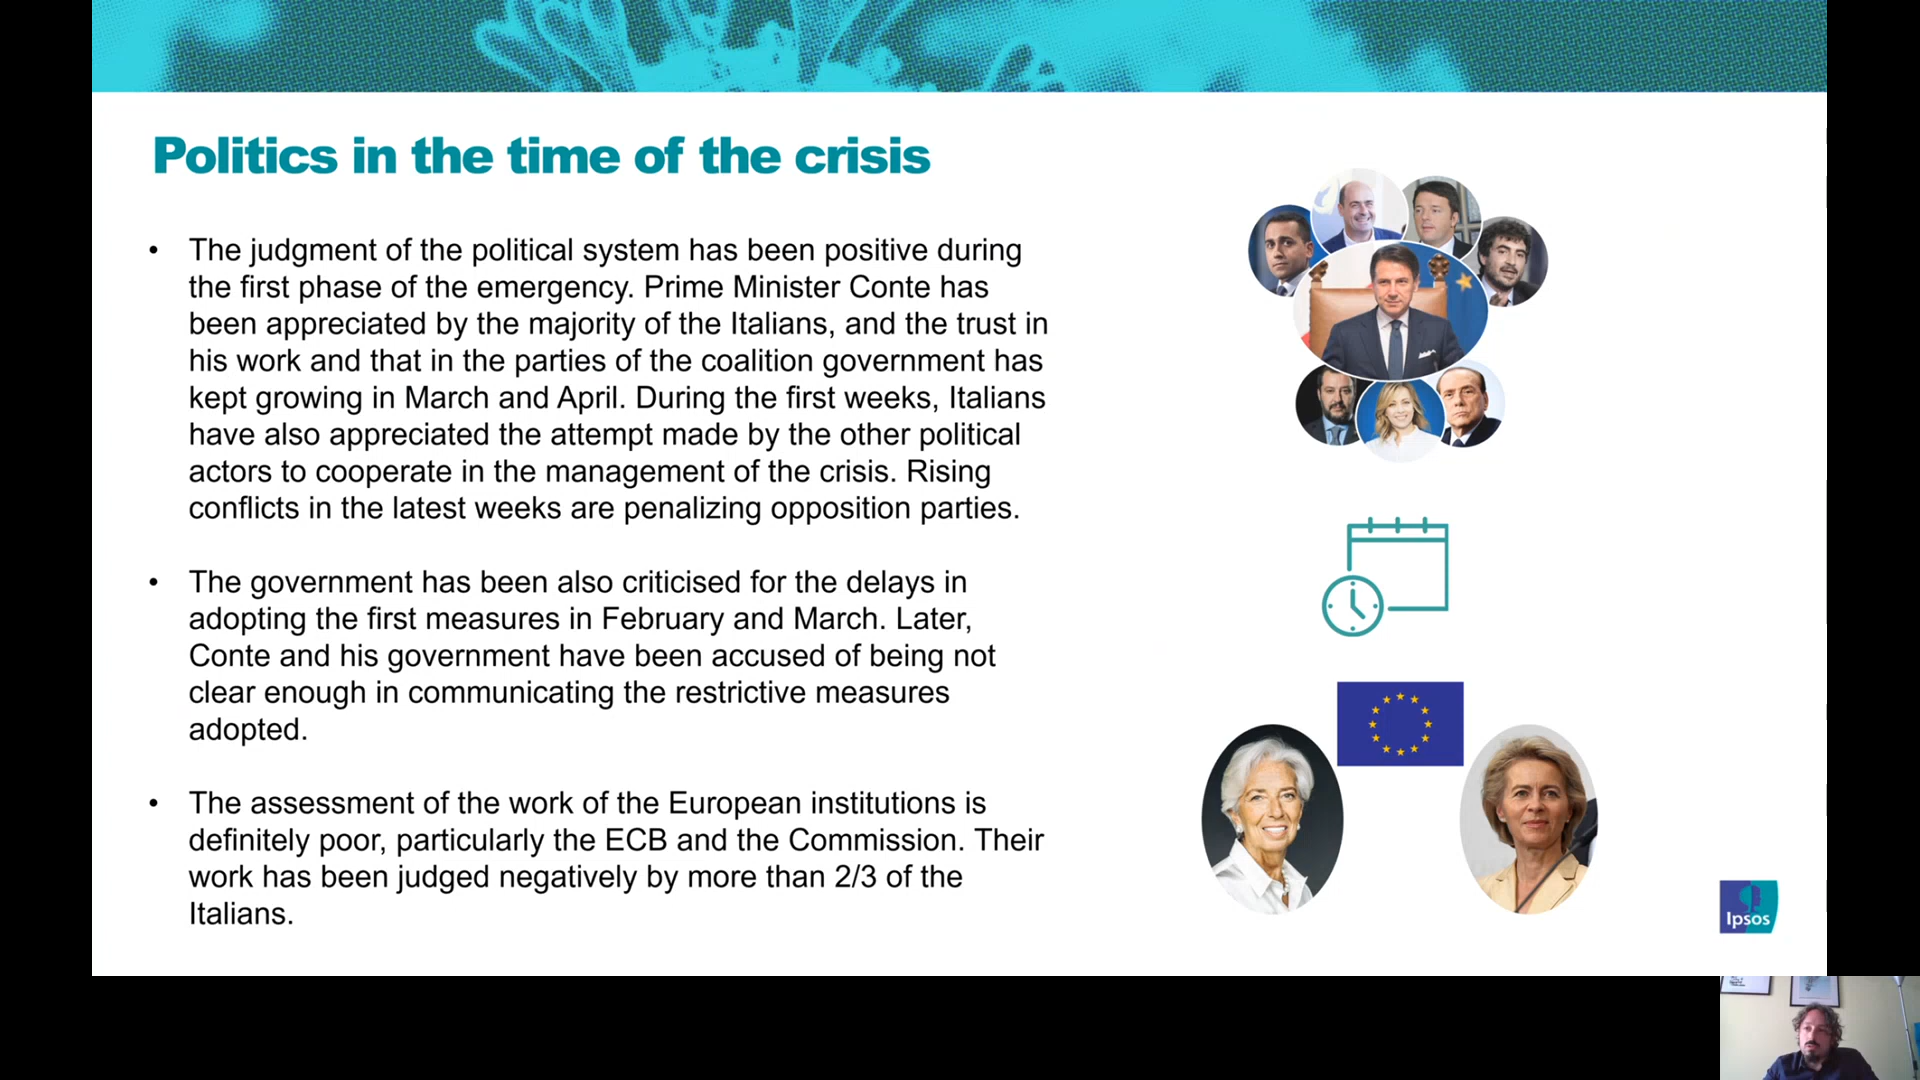 Politics in the time of the crisis
• The judgment of the political system has been positive during
the first phase of the emergency. Prime Minister Conte has
been appreciated by the majority of the Italians, and the trust in
his work and that in the parties of the coalition government has
kept growing in March and April. During the first weeks, Italians
have also appreciated the attempt made by the other political
actors to cooperate in the management of the crisis. Rising
conflicts in the latest weeks are penalizing opposition parties.
• The government has been also criticised for the delays in
adopting the first measures in February and March. Later,
Conte and his government have been accused of being not
clear enough in communicating the restrictive measures
adopted.
• The assessment of the work of the European institutions is
definitely poor, particularly the ECB and the Commission. Their
work has been judged negatively by more than 2/3 of the
Italians.
Ipsos